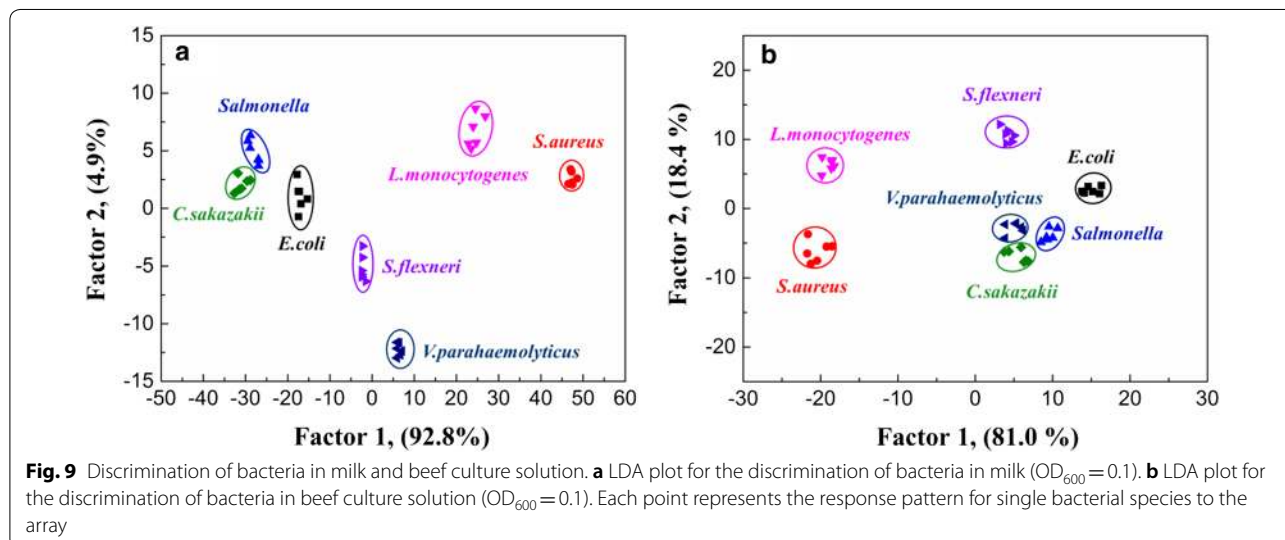 a
15
10
5
0
-5
-10
-15
Factor 2, (4.9%)
Salmonella
C.sakazakii
E.coli
S.flexneri
V.parahaemolyticus
L.monocytogenes
S.aureus
-50 -40 -30 -20 -10 0 10 20 30 40 50 60
Factor 1, (92.8%)
b
20
10
0
-10
-20
Factor 2, (18.4 %)
S.flexneri
L.monocytogenes
E.coli
V.parahaemolyticus
Salmonella
S.aureus
C.sakazakii
-30 -20 -10 0 10 20 30
Factor 1, (81.0 %)
Fig. 9 Discrimination of bacteria in milk and beef culture solution. a LDA plot for the discrimination of bacteria in milk (OD600 = 0.1). b LDA plot for
the discrimination of bacteria in beef culture solution (OD600 = 0.1). Each point represents the response pattern for single bacterial species to the
array